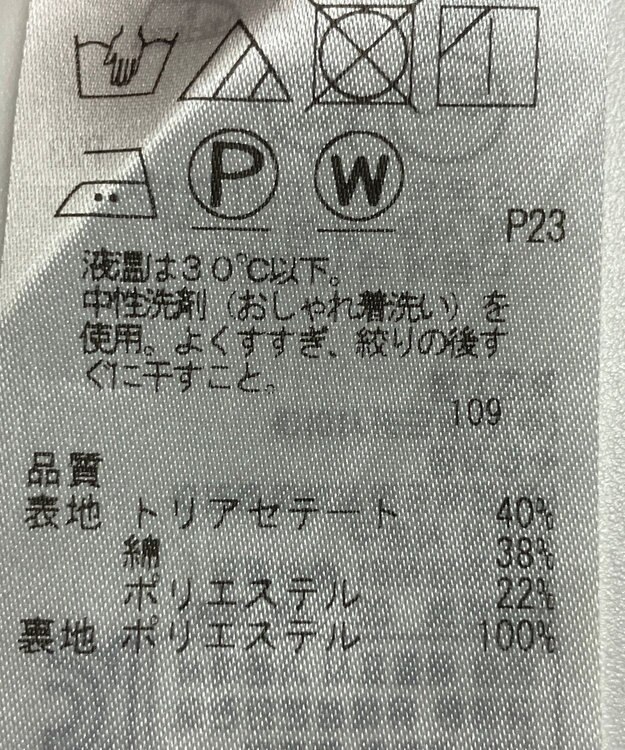 P W
P23
液温は30℃以下。
中性洗剤（おしゃれ着洗い）を
使用。よくすすぎ、絞りの後す
ぐに干すこと。
109
品質
表地 トリアセテート 40%
綿 38%
ポリエステル 22%
裏地 ポリエステル 100%